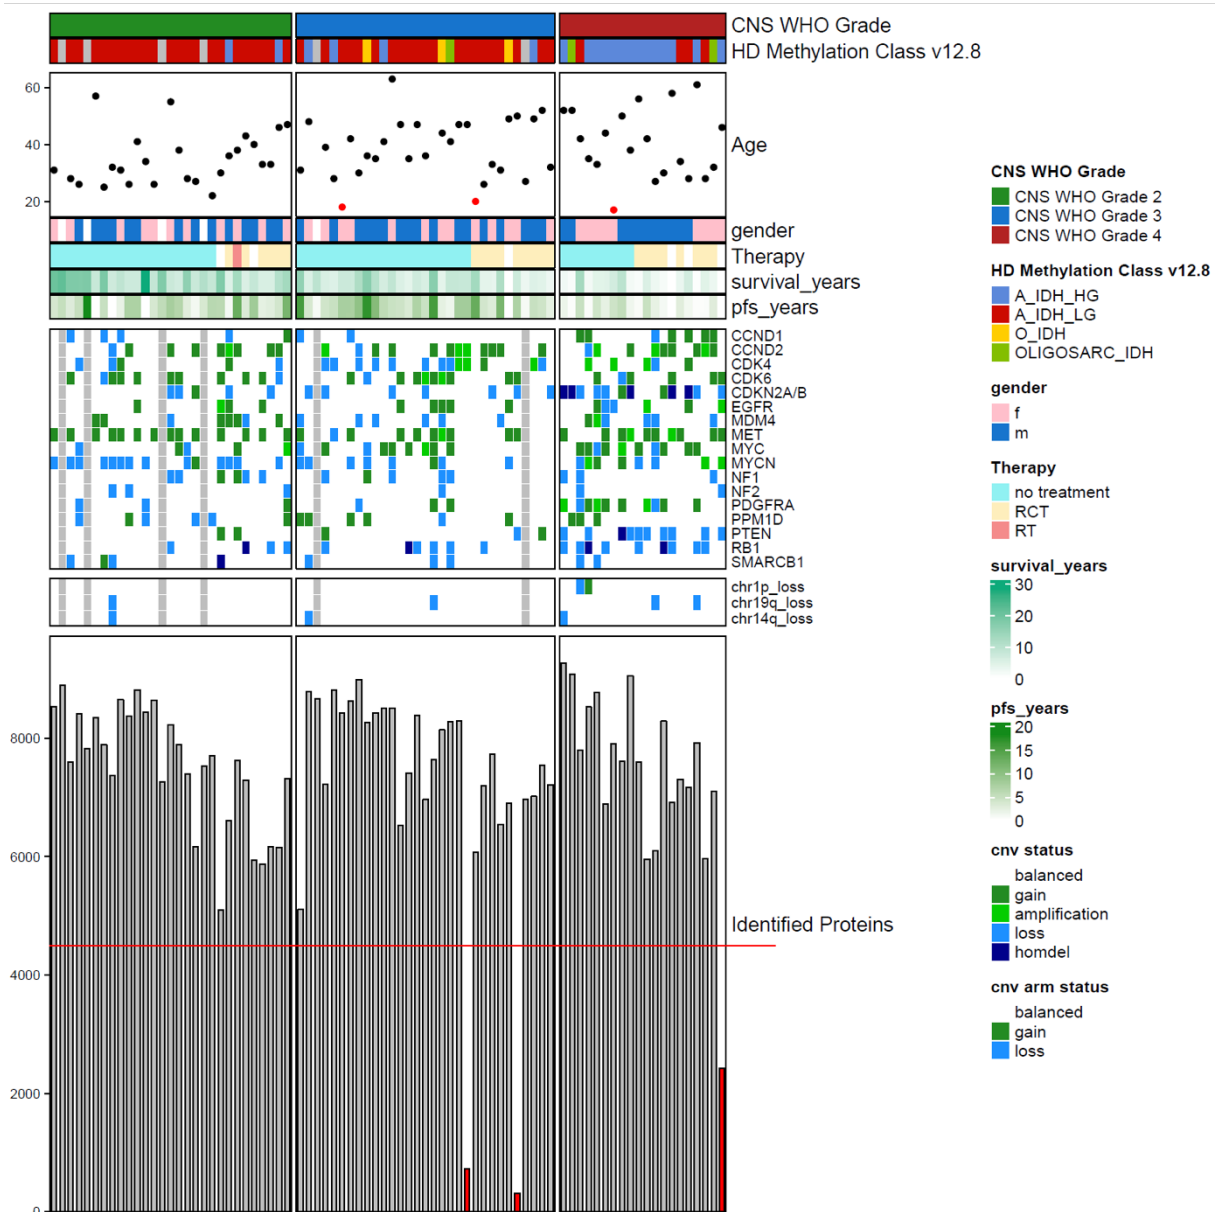 CNS WHO Grade
HD Methylation Class v12.8
60
40
20
Age
gender
Therapy
survival_years
pfs_years
CCND1
CCND2
CDK4
CDK6
CDKN2A/B
EGFR
MDM4
MET
MYC
MYCN
NF1
NF2
PDGFRA
PPM1D
PTEN
RB1
SMARCB1
chr1p_loss
chr19q_loss
chr14q_loss
8000
6000
4000
2000
0
Identified Proteins
CNS WHO Grade
CNS WHO Grade 2
CNS WHO Grade 3
CNS WHO Grade 4
HD Methylation Class v12.8
A_IDH_HG
A_IDH_LG
O_IDH
OLIGOSARC_IDH
gender
f
m
Therapy
no treatment
RCT
RT
survival_years
30
20
10
0
pfs_years
20
15
10
5
0
cnv status
balanced
gain
amplification
loss
homdel
cnv arm status
balanced
gain
loss